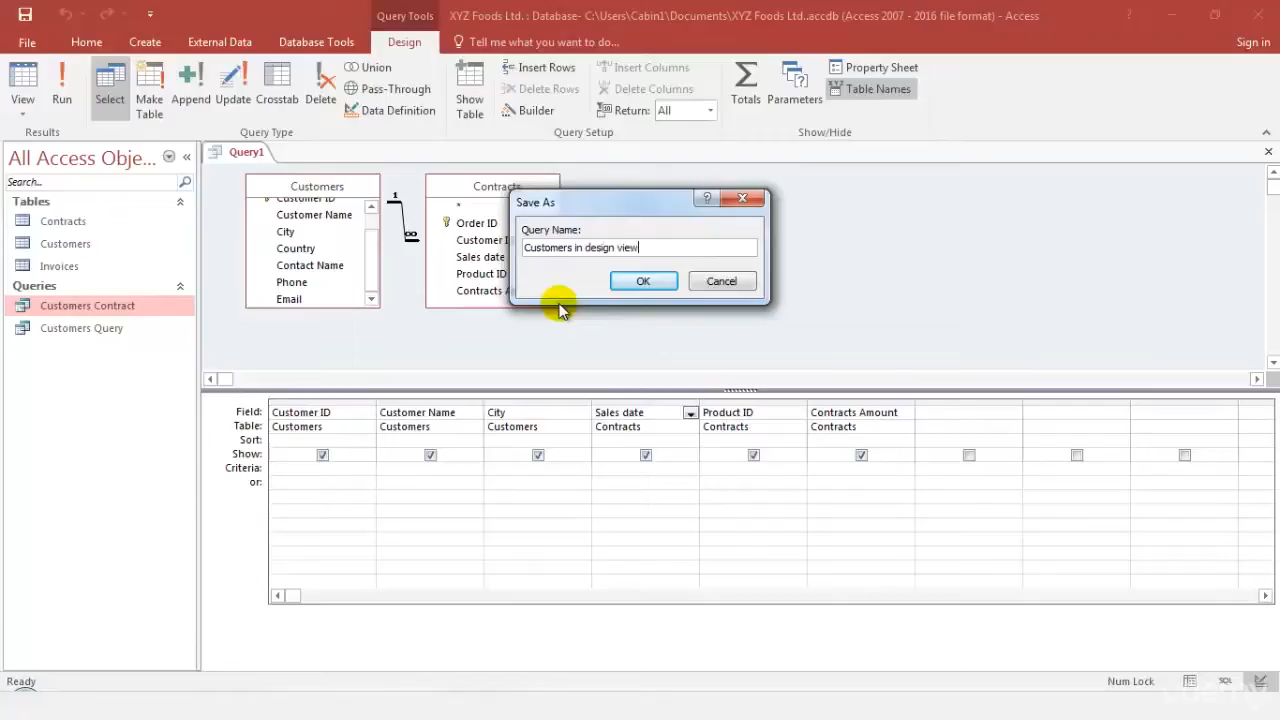 Query Tools
XYZ Foods Ltd. : Database- C:\Users\Cabin1\Documents\XYZ Foods Ltd..accdb (Access 2007 - 2016 file format) - Access
File Home Create External Data Database Tools Design Tell me what you want to do... Sign in
View Run Select Make Table Append Update Crosstab Delete
Union
Pass-Through
Data Definition
Show Table
Insert Rows
Delete Rows
Builder
Insert Columns
Delete Columns
Return: All
Totals Parameters
Property Sheet
Table Names
Results Query Type Query Setup Show/Hide
All Access Obje...
Search...
Tables
Contracts
Customers
Invoices
Queries
Customers Contract
Customers Query
Query1
Customers
Customer ID
Customer Name
City
Country
Contact Name
Phone
Email
1
∞
Contracts
*
Order ID
Customer I
Sales date
Product ID
Contracts A
Save As
Query Name:
Customers in design view
OK Cancel
Field: Customer ID Customer Name City Sales date Product ID Contracts Amount
Table: Customers Customers Customers Contracts Contracts Contracts
Sort:
Show:
Criteria:
or:
Ready
Num Lock SQL